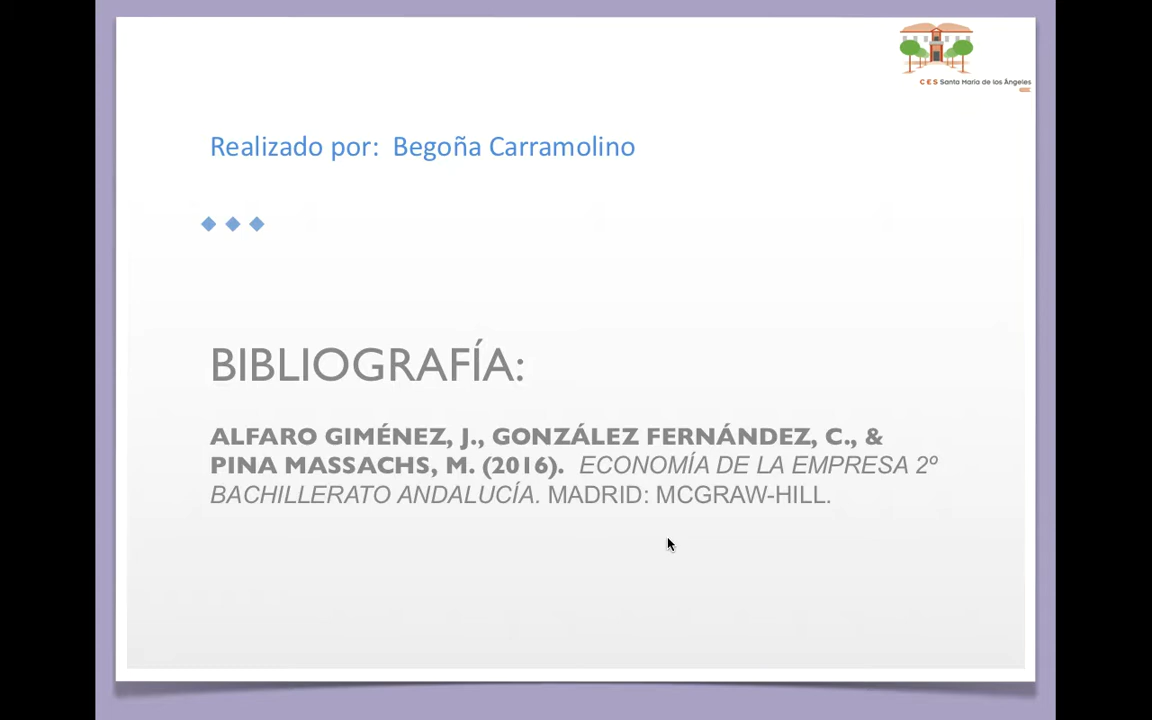 C E S Santa María de los Ángeles
Realizado por: Begoña Carramolino
BIBLIOGRAFÍA:
ALFARO GIMÉNEZ, J., GONZÁLEZ FERNÁNDEZ, C., &
PINA MASSACHS, M. (2016). ECONOMÍA DE LA EMPRESA 2º
BACHILLERATO ANDALUCÍA. MADRID: MCGRAW-HILL.